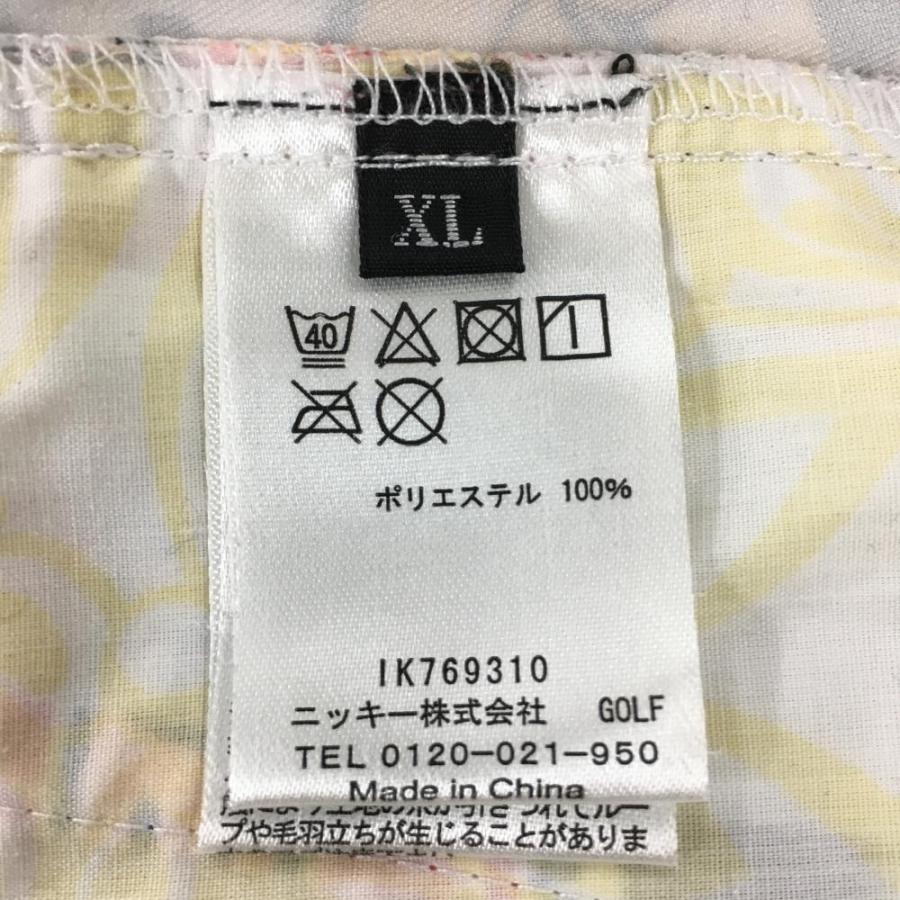 XL
40
ポリエステル 100%
IK769310
ニッキー株式会社 GOLF
TEL 0120-021-950
Made in China
プや毛羽立ちが生じることがありま